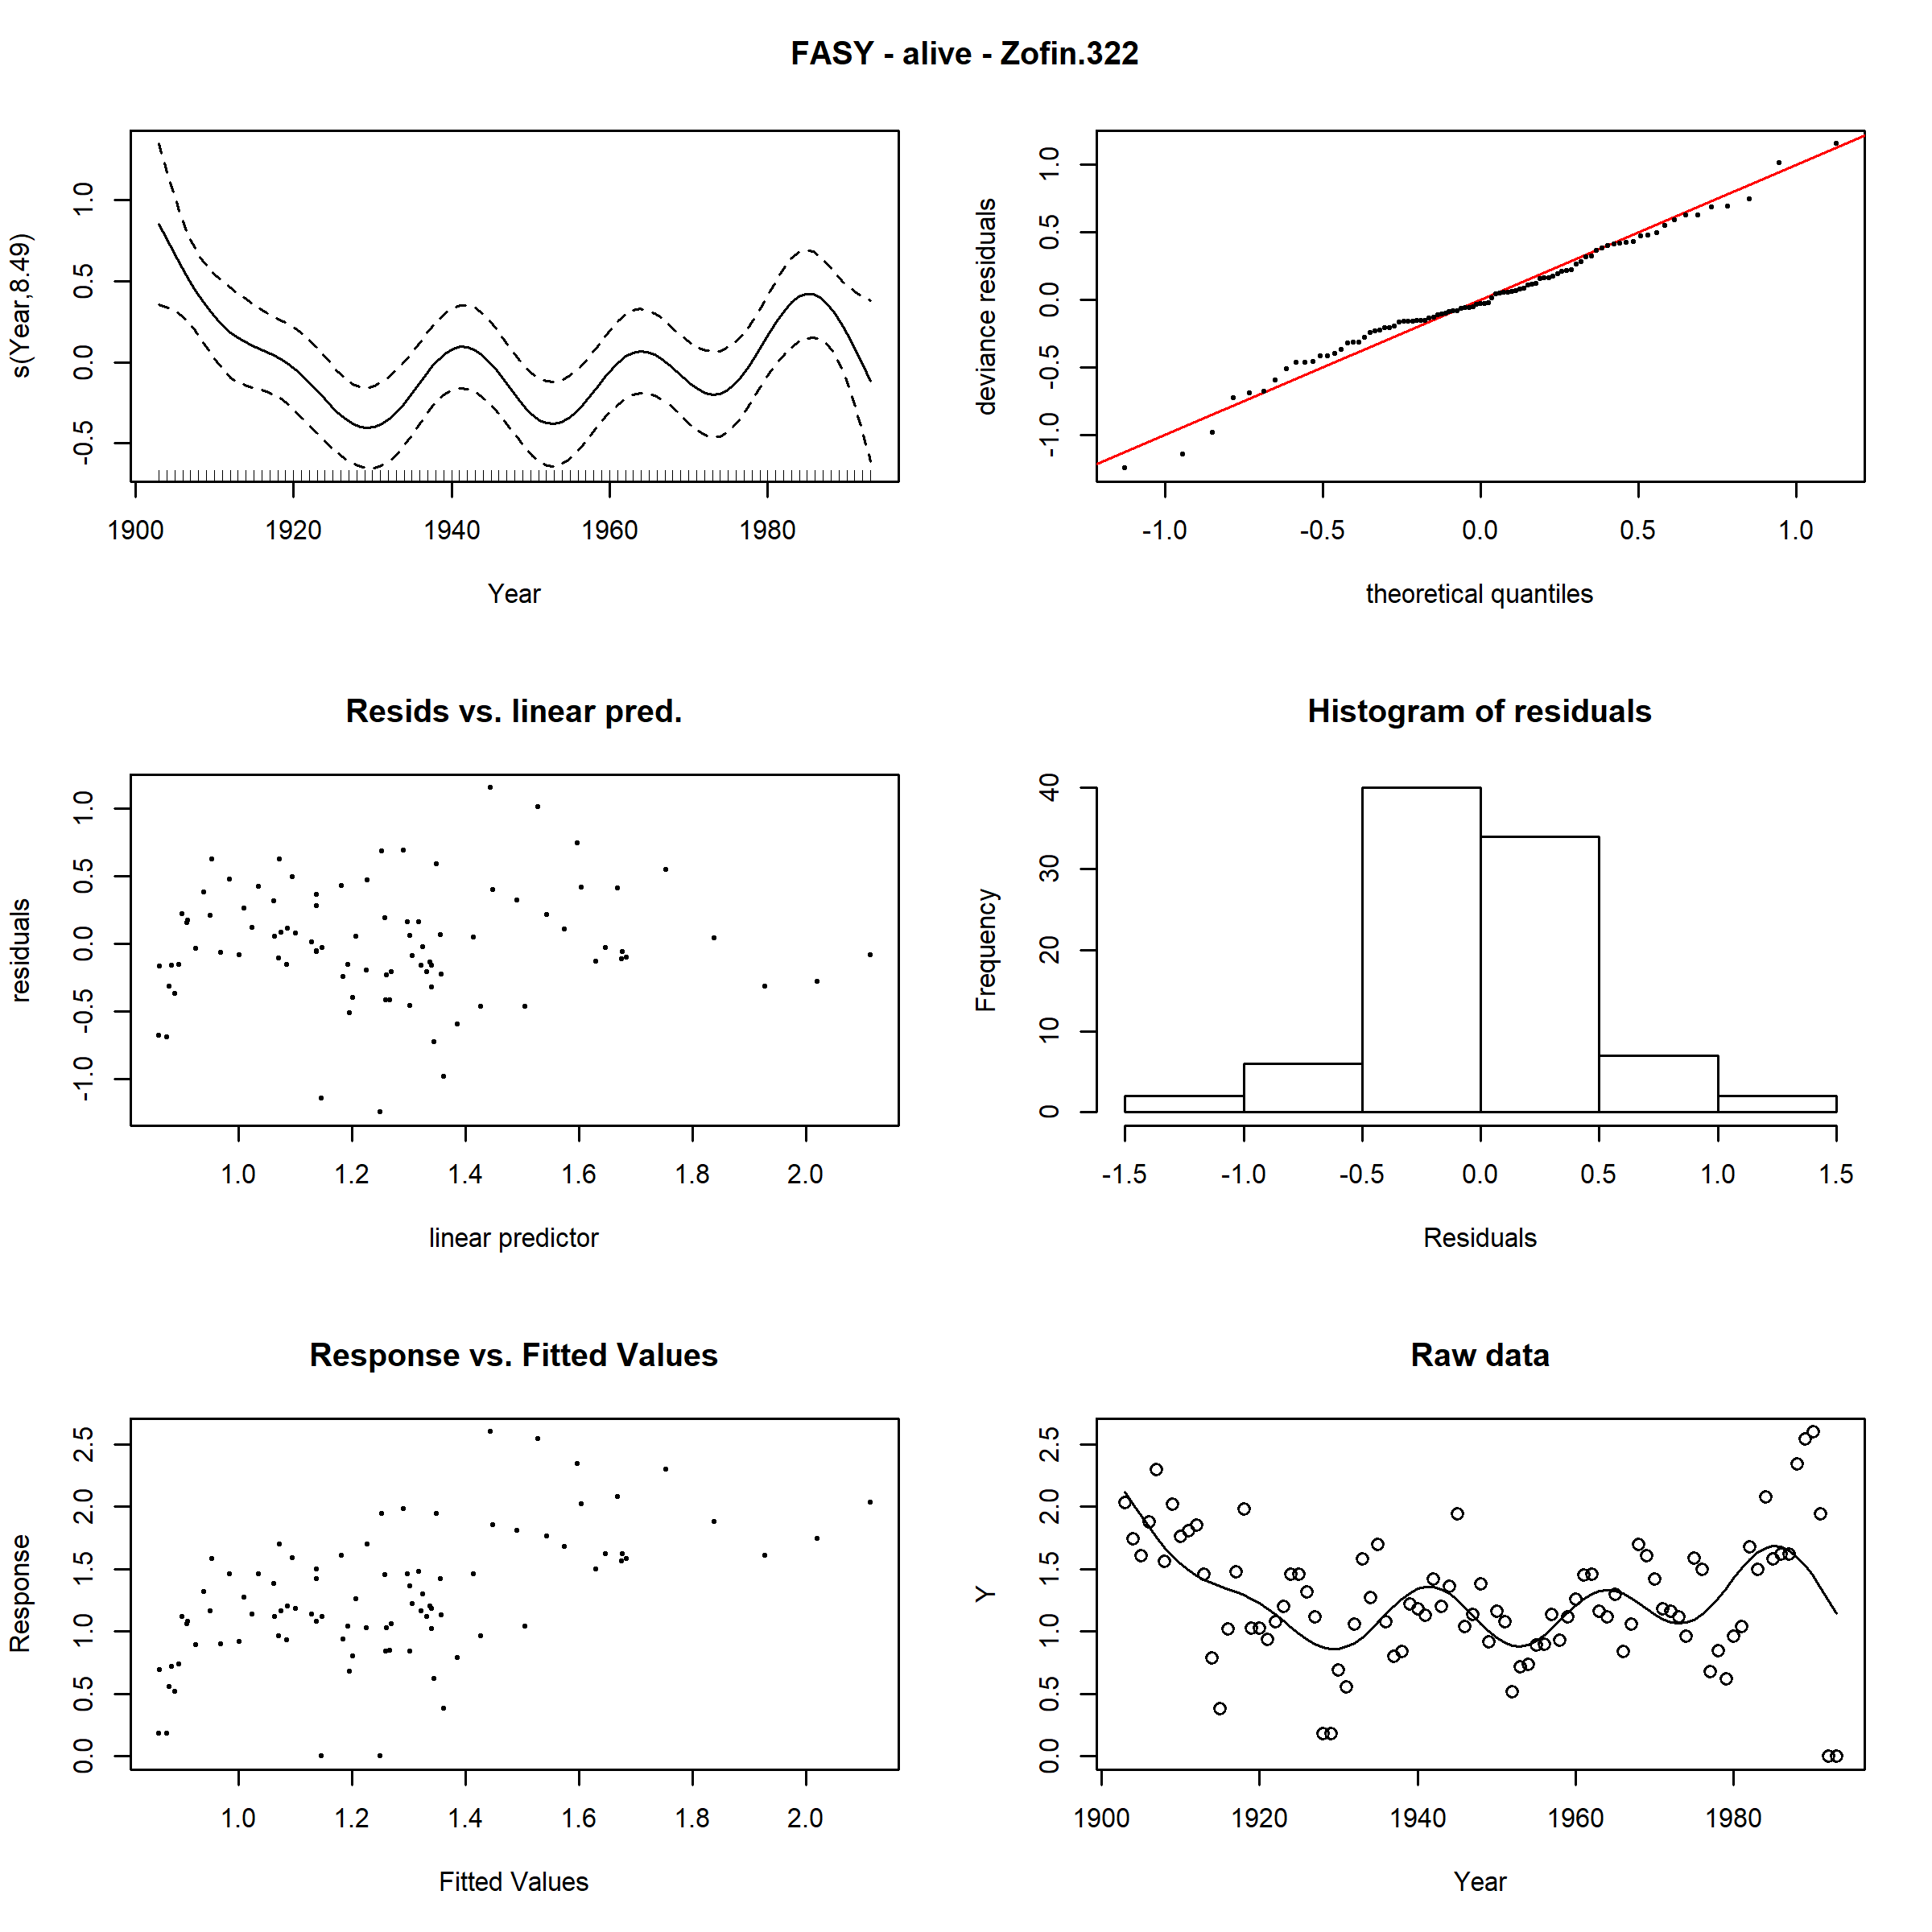 FASY - alive - Zofin.322
s(Year,8.49)
-0.5 0.0 0.5 1.0
1900 1920 1940 1960 1980
Year
deviance residuals
-1.0 -0.5 0.0 0.5 1.0
-1.0 -0.5 0.0 0.5 1.0
theoretical quantiles
Resids vs. linear pred.
residuals
-1.0 -0.5 0.0 0.5 1.0
1.0 1.2 1.4 1.6 1.8 2.0
linear predictor
Histogram of residuals
Frequency
0 10 20 30 40
-1.5 -1.0 -0.5 0.0 0.5 1.0 1.5
Residuals
Response vs. Fitted Values
Response
0.0 0.5 1.0 1.5 2.0 2.5
1.0 1.2 1.4 1.6 1.8 2.0
Fitted Values
Raw data
Y
0.0 0.5 1.0 1.5 2.0 2.5
1900 1920 1940 1960 1980
Year